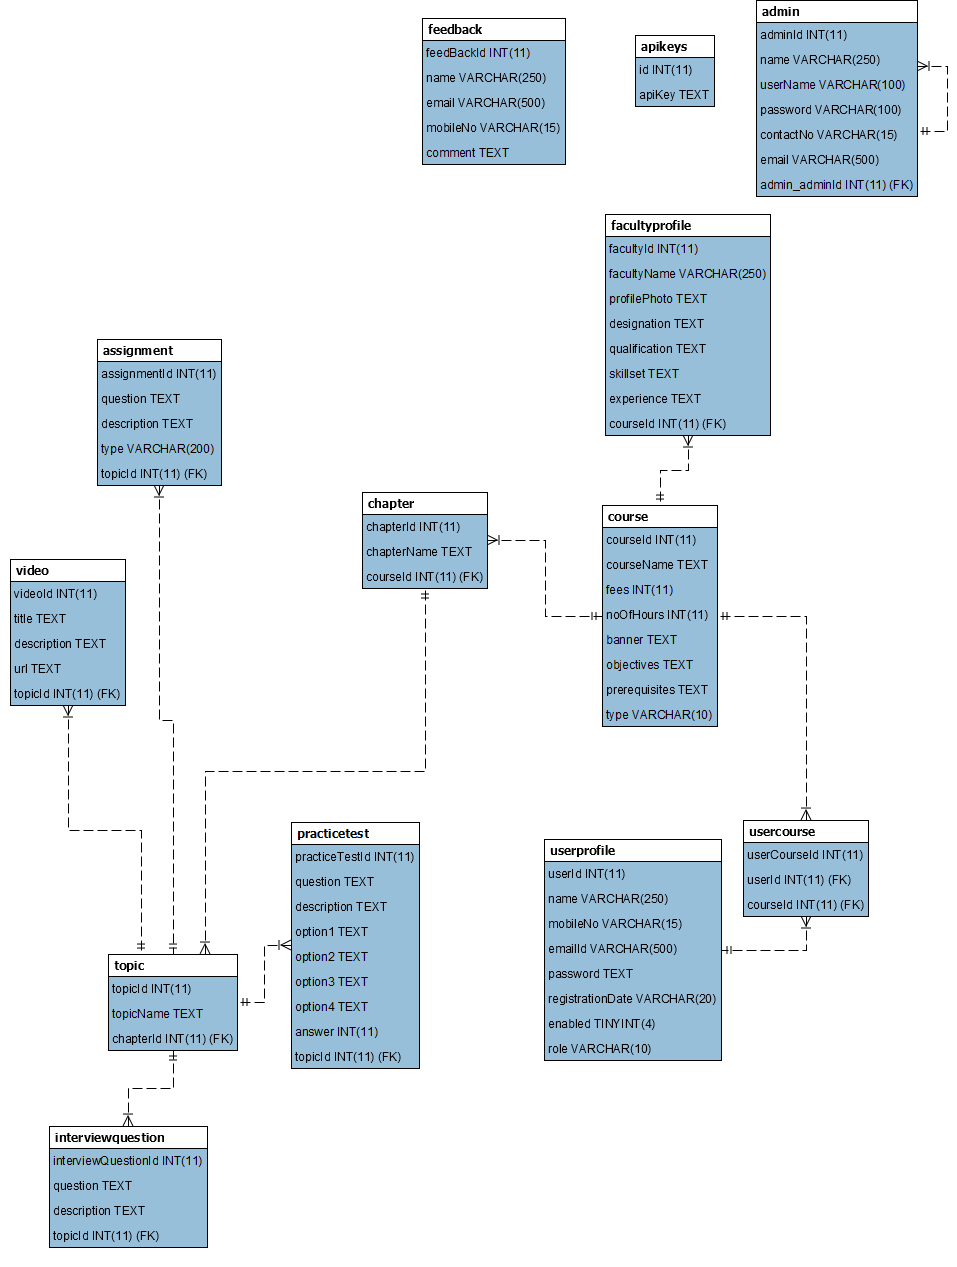 feedback
feedBackId INT(11)
name VARCHAR(250)
email VARCHAR(500)
mobileNo VARCHAR(15)
comment TEXT
apikeys
id INT(11)
apiKey TEXT
admin
adminId INT(11)
name VARCHAR(250)
userName VARCHAR(100)
password VARCHAR(100)
contactNo VARCHAR(15)
email VARCHAR(500)
admin_adminId INT(11) (FK)
facultyprofile
facultyId INT(11)
facultyName VARCHAR(250)
profilePhoto TEXT
designation TEXT
qualification TEXT
skillset TEXT
experience TEXT
courseId INT(11) (FK)
assignment
assignmentId INT(11)
question TEXT
description TEXT
type VARCHAR(200)
topicId INT(11) (FK)
chapter
chapterId INT(11)
chapterName TEXT
courseId INT(11) (FK)
course
courseId INT(11)
courseName TEXT
fees INT(11)
noOfHours INT(11)
banner TEXT
objectives TEXT
prerequisites TEXT
type VARCHAR(10)
video
videoId INT(11)
title TEXT
description TEXT
url TEXT
topicId INT(11) (FK)
practicetest
practiceTestId INT(11)
question TEXT
description TEXT
option1 TEXT
option2 TEXT
option3 TEXT
option4 TEXT
answer INT(11)
topicId INT(11) (FK)
userprofile
userId INT(11)
name VARCHAR(250)
mobileNo VARCHAR(15)
emailId VARCHAR(500)
password TEXT
registrationDate VARCHAR(20)
enabled TINYINT(4)
role VARCHAR(10)
usercourse
userCourseId INT(11)
userId INT(11) (FK)
courseId INT(11) (FK)
topic
topicId INT(11)
topicName TEXT
chapterId INT(11) (FK)
interviewquestion
interviewQuestionId INT(11)
question TEXT
description TEXT
topicId INT(11) (FK)